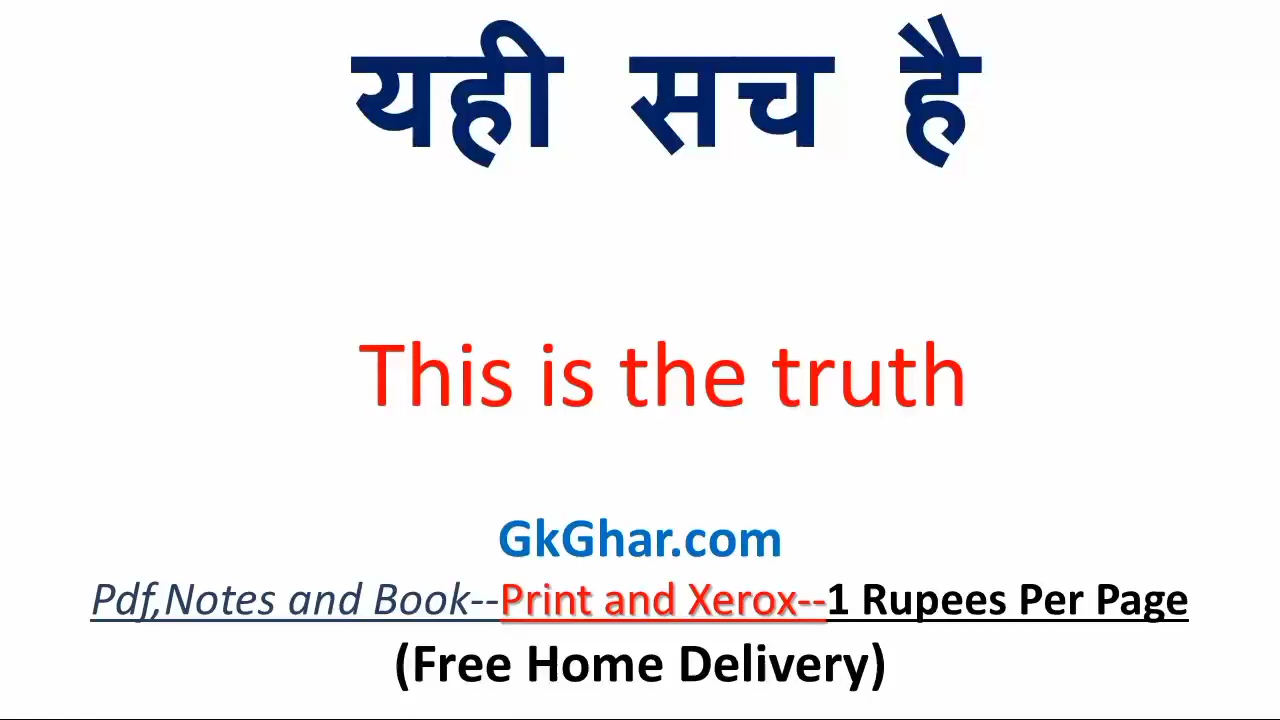 यही सच है
This is the truth
GkGhar.com
Pdf,Notes and Book--Print and Xerox--1 Rupees Per Page
(Free Home Delivery)